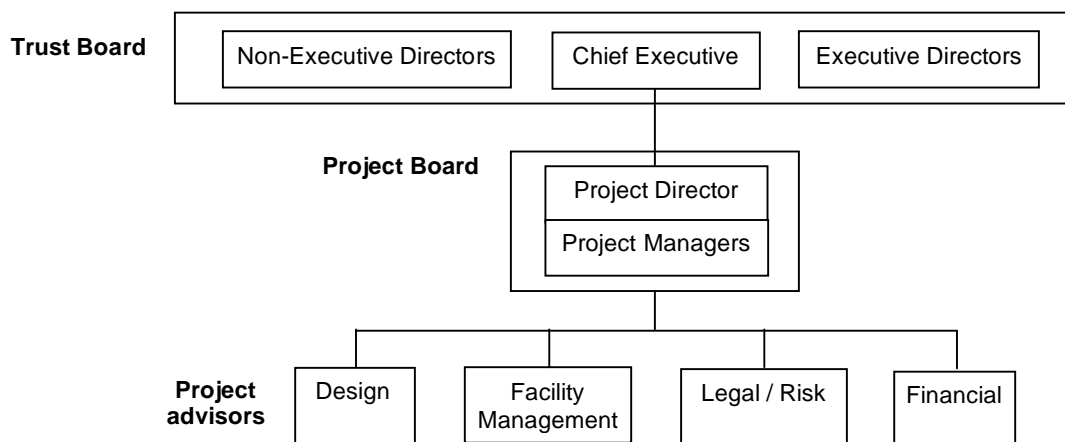 Trust Board
Non-Executive Directors
Chief Executive
Executive Directors
Project Board
Project Director
Project Managers
Project
advisors
Design
Facility
Management
Legal / Risk
Financial